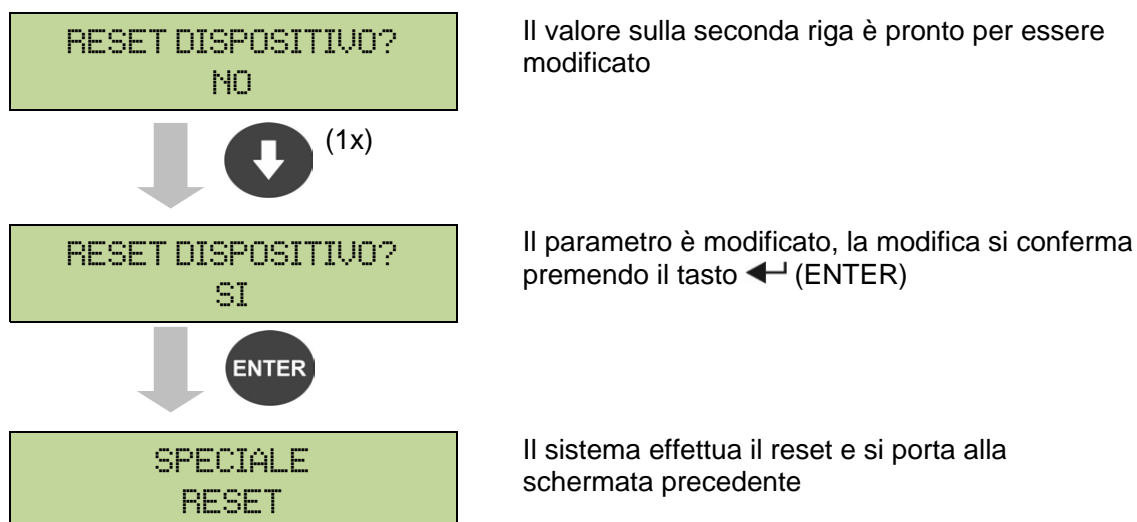 RESET DISPOSITIVO?
NO
Il valore sulla seconda riga è pronto per essere
modificato
(1x)
RESET DISPOSITIVO?
SI
Il parametro è modificato, la modifica si conferma
premendo il tasto (ENTER)
ENTER
SPECIALE
RESET
Il sistema effettua il reset e si porta alla
schermata precedente